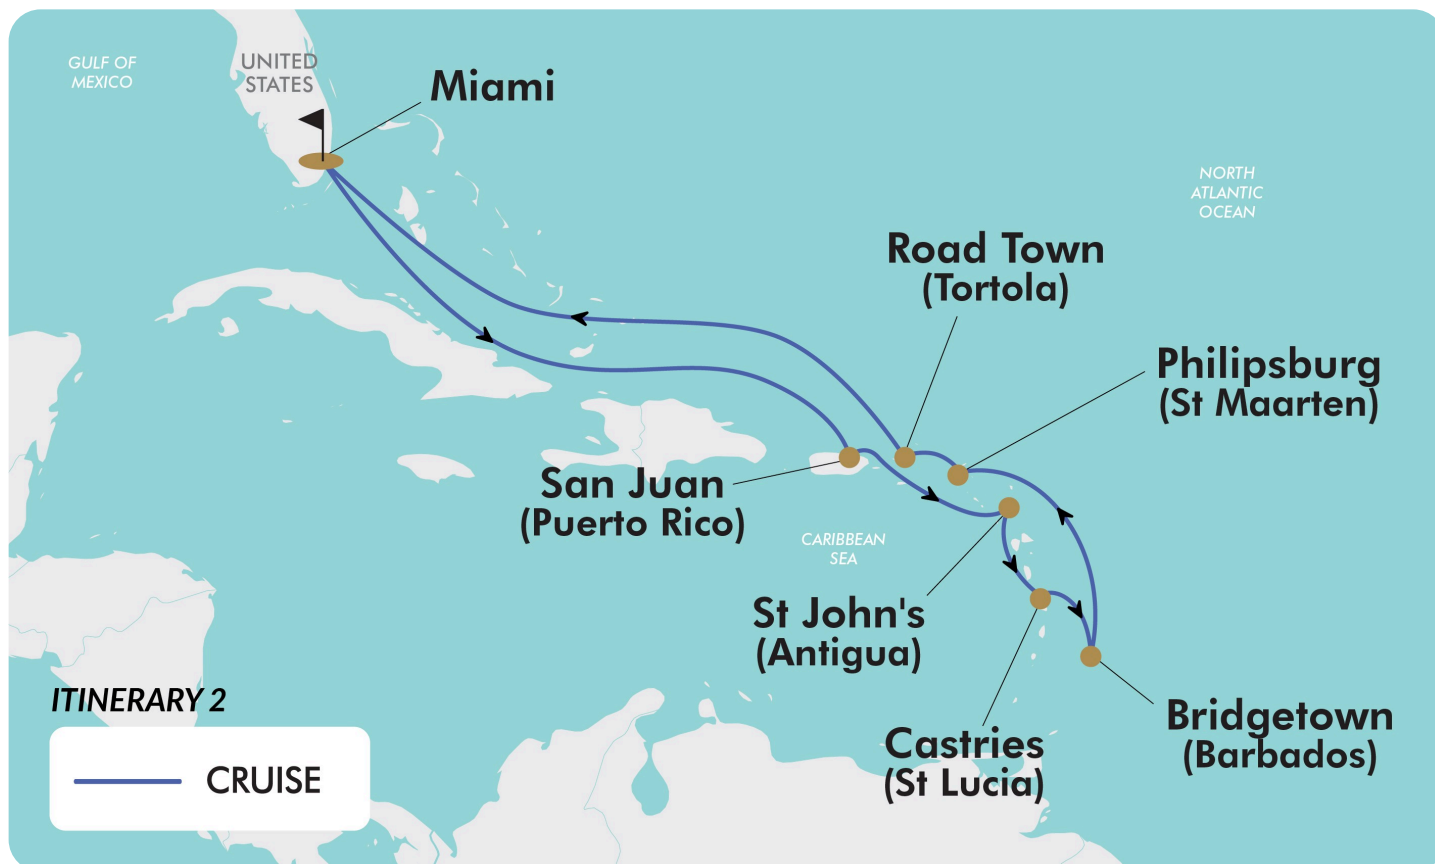 GULF OF
MEXICO
UNITED
STATES
Miami
NORTH
ATLANTIC
OCEAN
Road Town
(Tortola)
Philipsburg
(St Maarten)
San Juan
(Puerto Rico)
CARIBBEAN
SEA
St John's
(Antigua)
Castries
(St Lucia)
Bridgetown
(Barbados)
ITINERARY 2
CRUISE